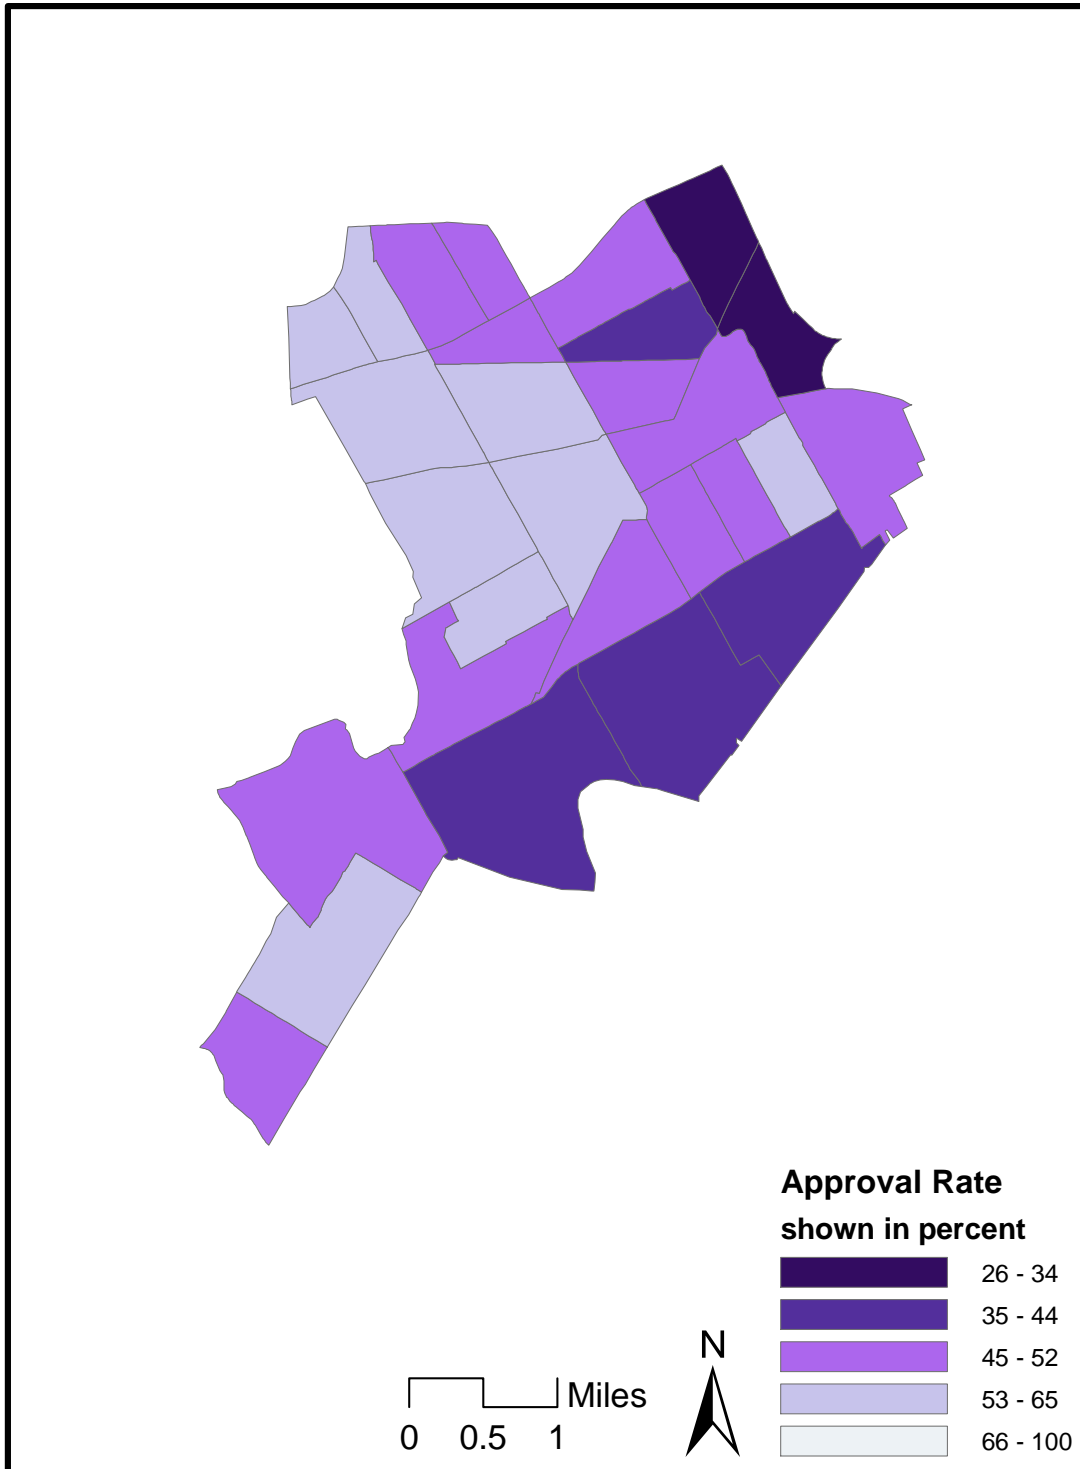 Approval Rate
shown in percent
26 - 34
35 - 44
45 - 52
53 - 65
66 - 100
N
Miles
0 0.5 1